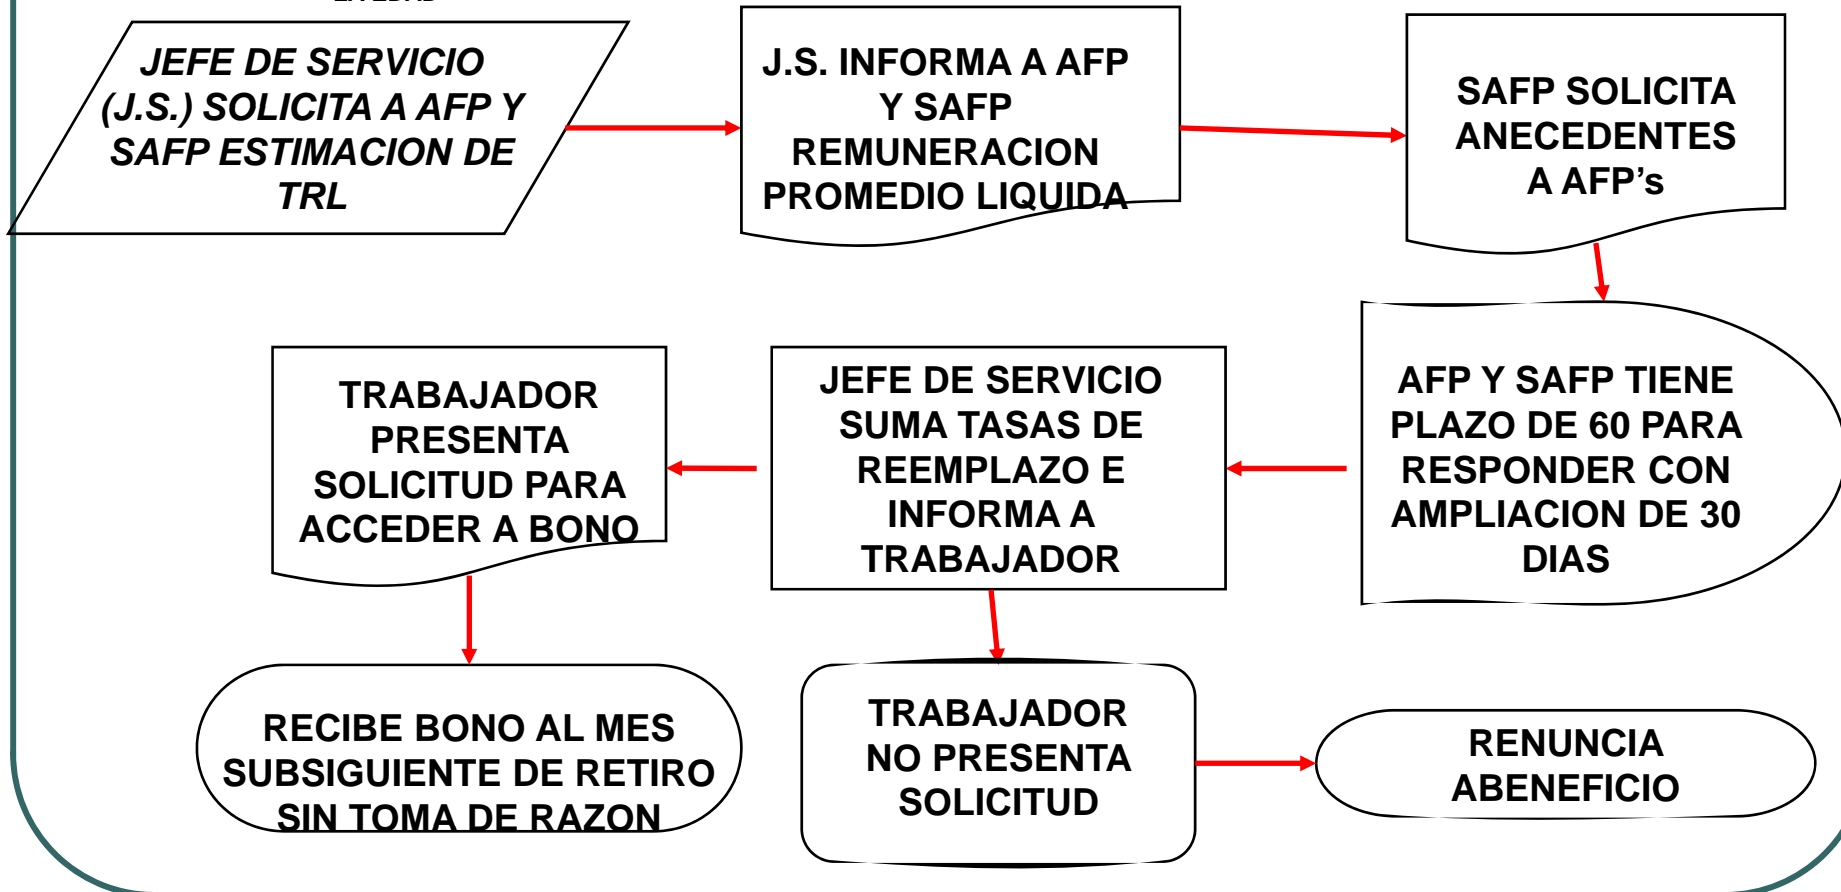 JEFE DE SERVICIO
(J.S.) SOLICITA A AFP Y
SAFP ESTIMACION DE
TRL
J.S. INFORMA A AFP
Y SAFP
REMUNERACION
PROMEDIO LIQUIDA
SAFP SOLICITA
ANECEDENTES
A AFP’s
AFP Y SAFP TIENE
PLAZO DE 60 PARA
RESPONDER CON
AMPLIACION DE 30
DIAS
JEFE DE SERVICIO
SUMA TASAS DE
REEMPLAZO E
INFORMA A
TRABAJADOR
TRABAJADOR
PRESENTA
SOLICITUD PARA
ACCEDER A BONO
RECIBE BONO AL MES
SUBSIGUIENTE DE RETIRO
SIN TOMA DE RAZON
TRABAJADOR
NO PRESENTA
SOLICITUD
RENUNCIA
ABENEFICIO